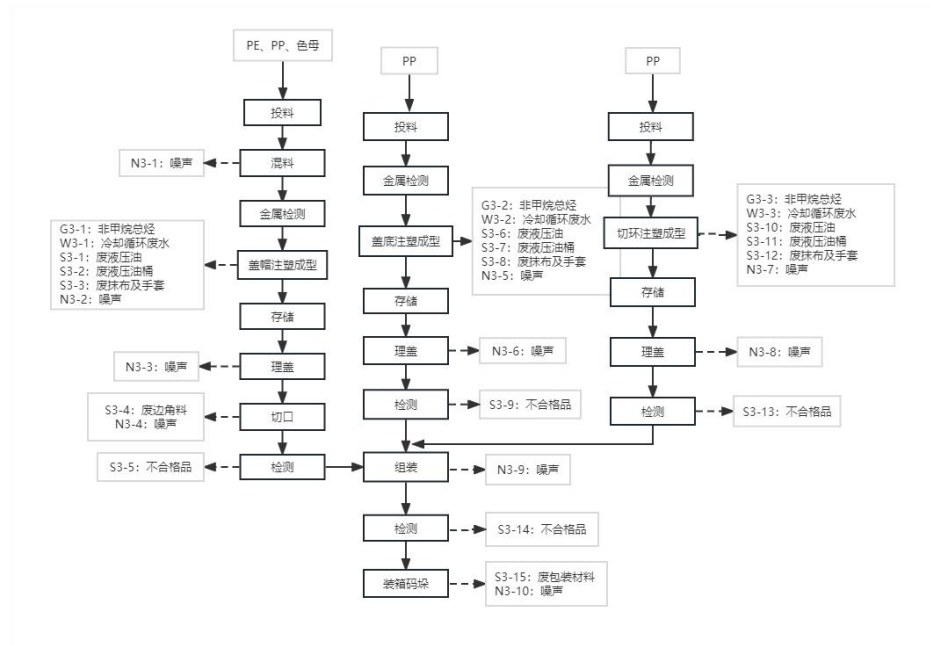 PE、PP、色母
投料
N3-1：噪声
混料
金属检测
G3-1：非甲烷总烃
W3-1：冷却循环废水
S3-1：废液压油
S3-2：废液压油桶
S3-3：废抹布及手套
N3-2：噪声
盖帽注塑成型
存储
N3-3：噪声
理盖
S3-4：废边角料
N3-4：噪声
切口
S3-5：不合格品
检测
PP
投料
金属检测
盖底注塑成型
G3-2：非甲烷总烃
W3-2：冷却循环废水
S3-6：废液压油
S3-7：废液压油桶
S3-8：废抹布及手套
N3-5：噪声
存储
理盖
N3-6：噪声
检测
S3-9：不合格品
PP
投料
金属检测
切环注塑成型
G3-3：非甲烷总烃
W3-3：冷却循环废水
S3-10：废液压油
S3-11：废液压油桶
S3-12：废抹布及手套
N3-7：噪声
存储
理盖
N3-8：噪声
检测
S3-13：不合格品
组装
N3-9：噪声
检测
S3-14：不合格品
装箱码垛
S3-15：废包装材料
N3-10：噪声